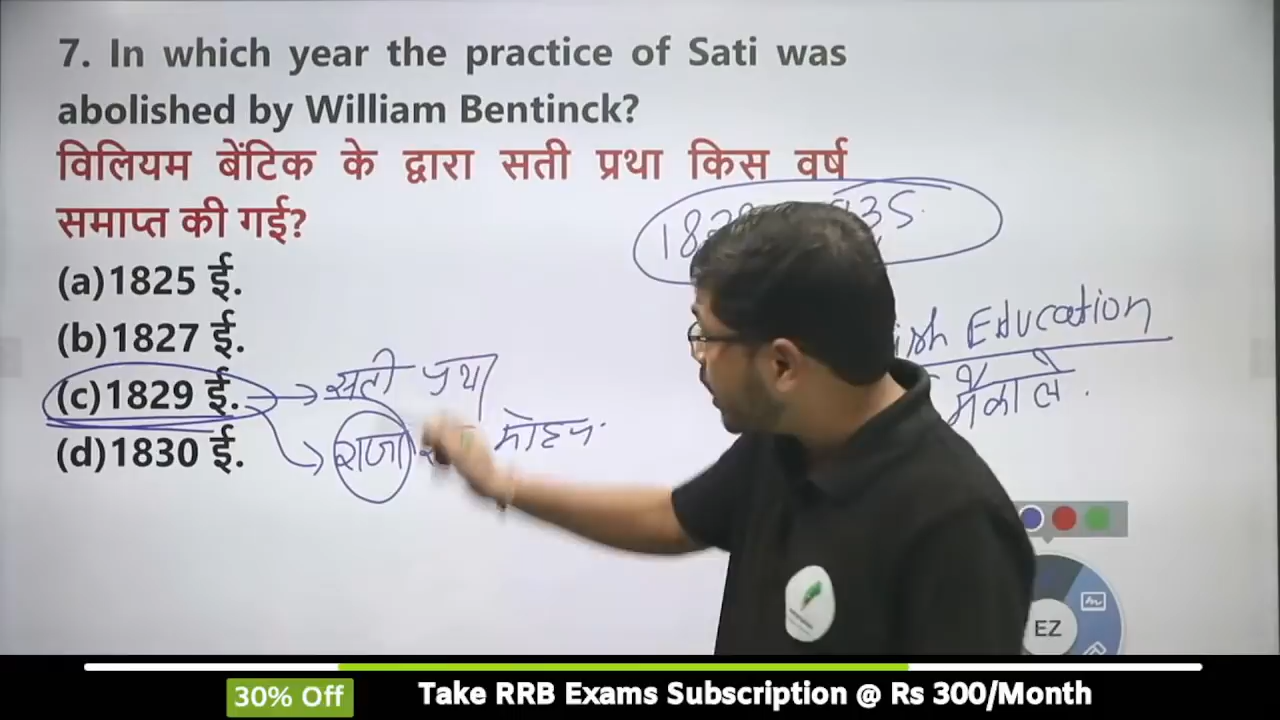 7. In which year the practice of Sati was
abolished by William Bentinck?
विलियम बेंटिक के द्वारा सती प्रथा किस वर्ष
समाप्त की गई?
(a)1825 ई.
(b)1827 ई.
(c)1829 ई.
(d)1830 ई.
सती प्रथा
राजा मोहन
Education
मैकाले
EZ
30% Off
Take RRB Exams Subscription @ Rs 300/Month